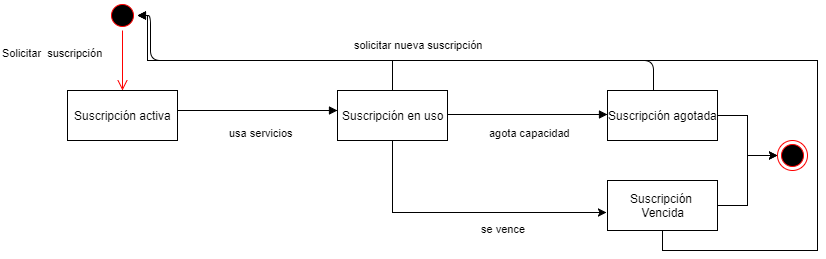 solicitar nueva suscripción
Solicitar  suscripción
Suscripción activa
usa servicios
Suscripción en uso
agota capacidad
Suscripción agotada
Suscripción
Vencida
se vence